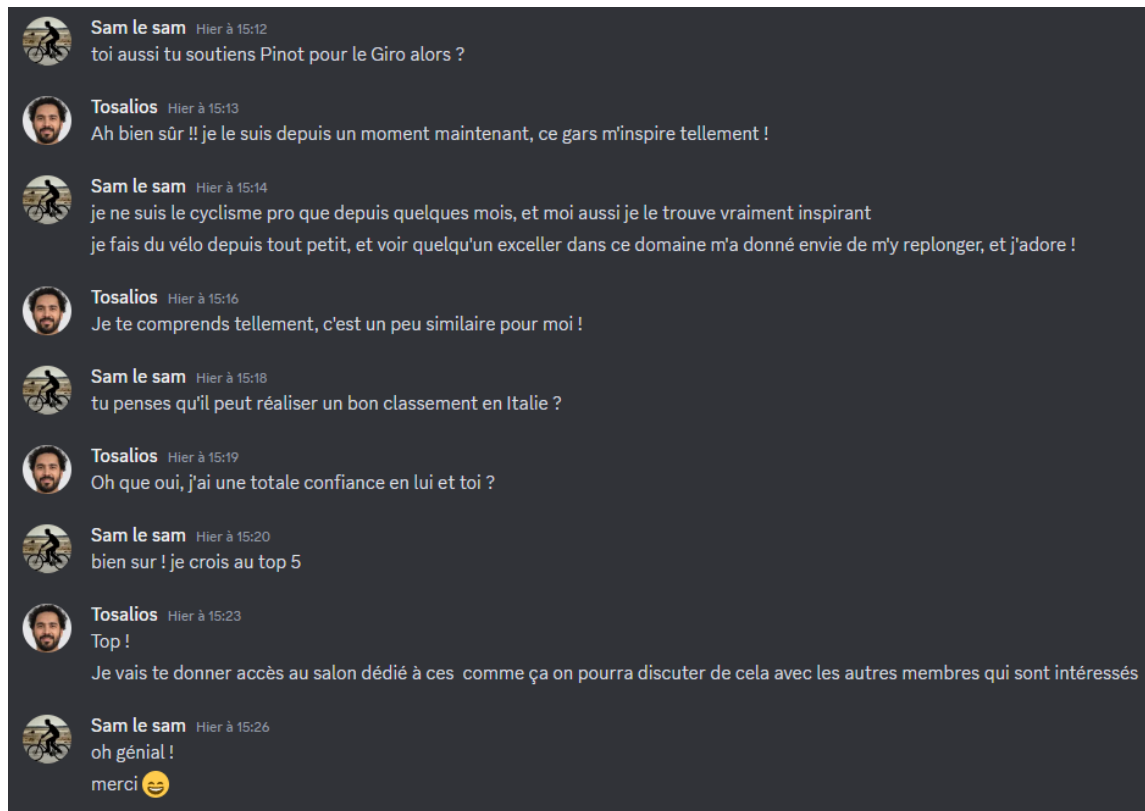 Sam le sam Hier à 15:12
toi aussi tu soutiens Pinot pour le Giro alors ?
Tosalios Hier à 15:13
Ah bien sûr !! je le suis depuis un moment maintenant, ce gars m'inspire tellement !
Sam le sam Hier à 15:14
je ne suis le cyclisme pro que depuis quelques mois, et moi aussi je le trouve vraiment inspirant
je fais du vélo depuis tout petit, et voir quelqu'un exceller dans ce domaine m'a donné envie de m'y replonger, et j'adore !
Tosalios Hier à 15:16
Je te comprends tellement, c'est un peu similaire pour moi !
Sam le sam Hier à 15:18
tu penses qu'il peut réaliser un bon classement en Italie ?
Tosalios Hier à 15:19
Oh que oui, j'ai une totale confiance en lui et toi ?
Sam le sam Hier à 15:20
bien sur ! je crois au top 5
Tosalios Hier à 15:23
Top !
Je vais te donner accès au salon dédié à ces  comme ça on pourra discuter de cela avec les autres membres qui sont intéressés
Sam le sam Hier à 15:26
oh génial !
merci 😄